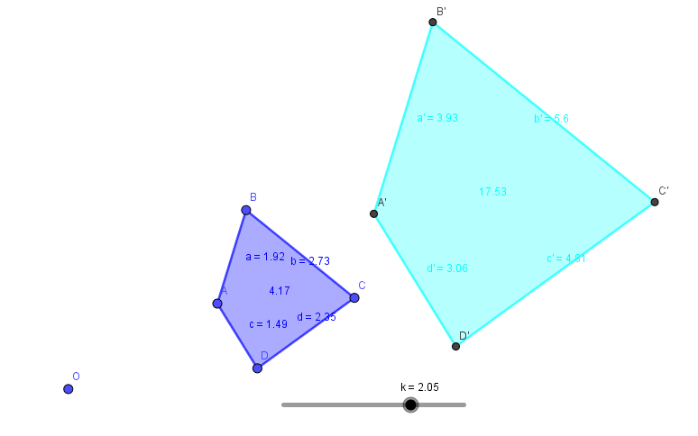 B'
a' = 3.93
b' = 5.6
17.53
A'
C'
d' = 3.06
c' = 4.81
D'
B
a = 1.92
b = 2.73
A
4.17
C
c = 1.49
d = 2.35
D
O
k = 2.05